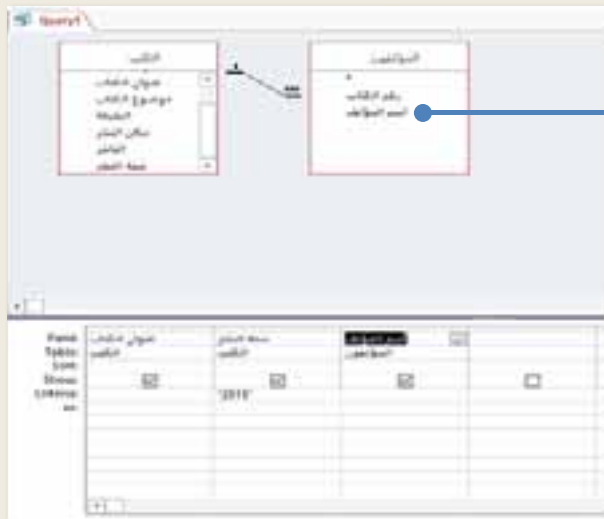 Query1
الكتب
المؤلفون
عنوان الكتاب
موضوع الكتاب
الطبعة
مكان النشر
الناشر
سنة النشر
*
رقم الكتاب
اسم المؤلف
Field:
عنوان الكتاب
سنة النشر
اسم المؤلف
Table:
الكتب
الكتب
المؤلفون
Sort:
Show:
Criteria:
or: